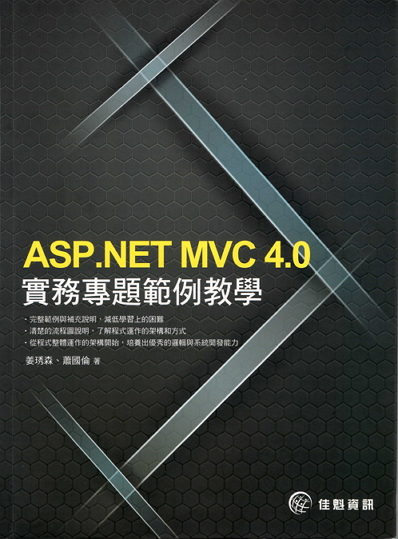 ASP.NET MVC 4.0
實務專題範例教學
・完整範例與補充說明，減低學習上的困難
・清楚的流程圖說明，了解程式運作的架構和方式
・從程式整體運作的架構開始，培養出優秀的邏輯與系統開發能力
姜琇森、蕭國倫 著
佳魁資訊